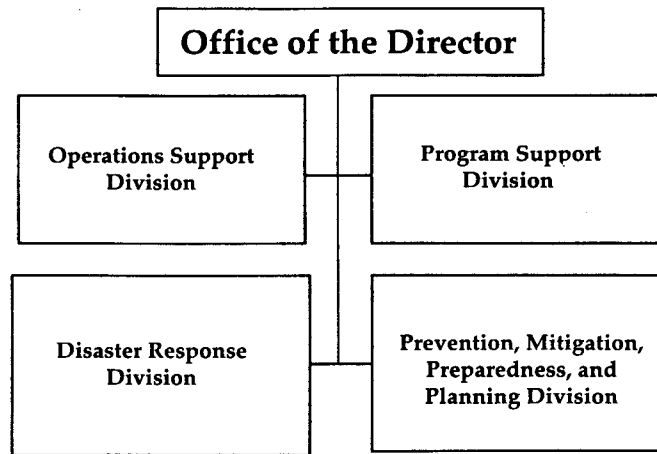 Office of the Director
Operations Support
Division
Program Support
Division
Disaster Response
Division
Prevention, Mitigation,
Preparedness, and
Planning Division